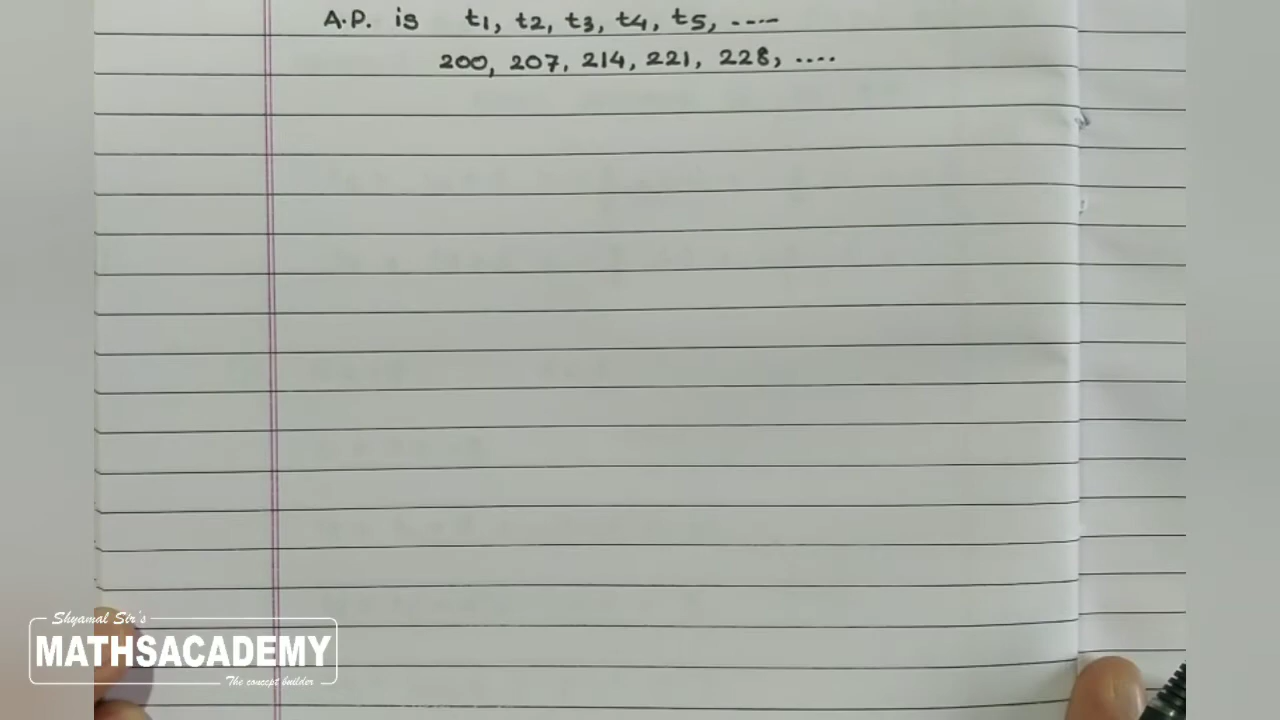 A.P. is t1, t2, t3, t4, t5, ----
200, 207, 214, 221, 228, ....
Shyamal Sir's
MATHSACADEMY
The concept builder